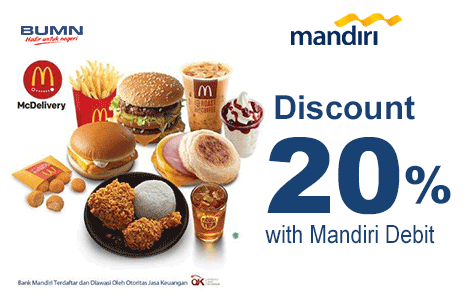 BUMN
Hadir untuk negeri
mandiri
McDelivery
Discount
20%
with Mandiri Debit
Bank Mandiri Terdaftar dan Diawasi Oleh Otoritas Jasa Keuangan